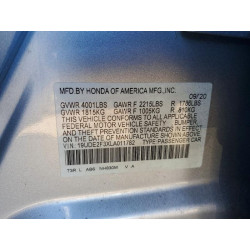 MFD.BY HONDA OF AMERICA MFG.,INC. 09/20
GVWR 4001LBS GAWR F 2215LBS R 1786LBS
GVWR 1815KG GAWR F 1005KG R 810KG
THIS VEHICLE CONFORMS TO ALL APPLICABLE
FEDERAL MOTOR VEHICLE SAFETY, BUMPER,
AND THEFT PREVENTION STANDARDS IN EFFECT ON THE
DATE OF MANUFACTURE SHOWN ABOVE.
VIN: 19UDE2F3XLA011782 TYPE:PASSENGER CAR
V A